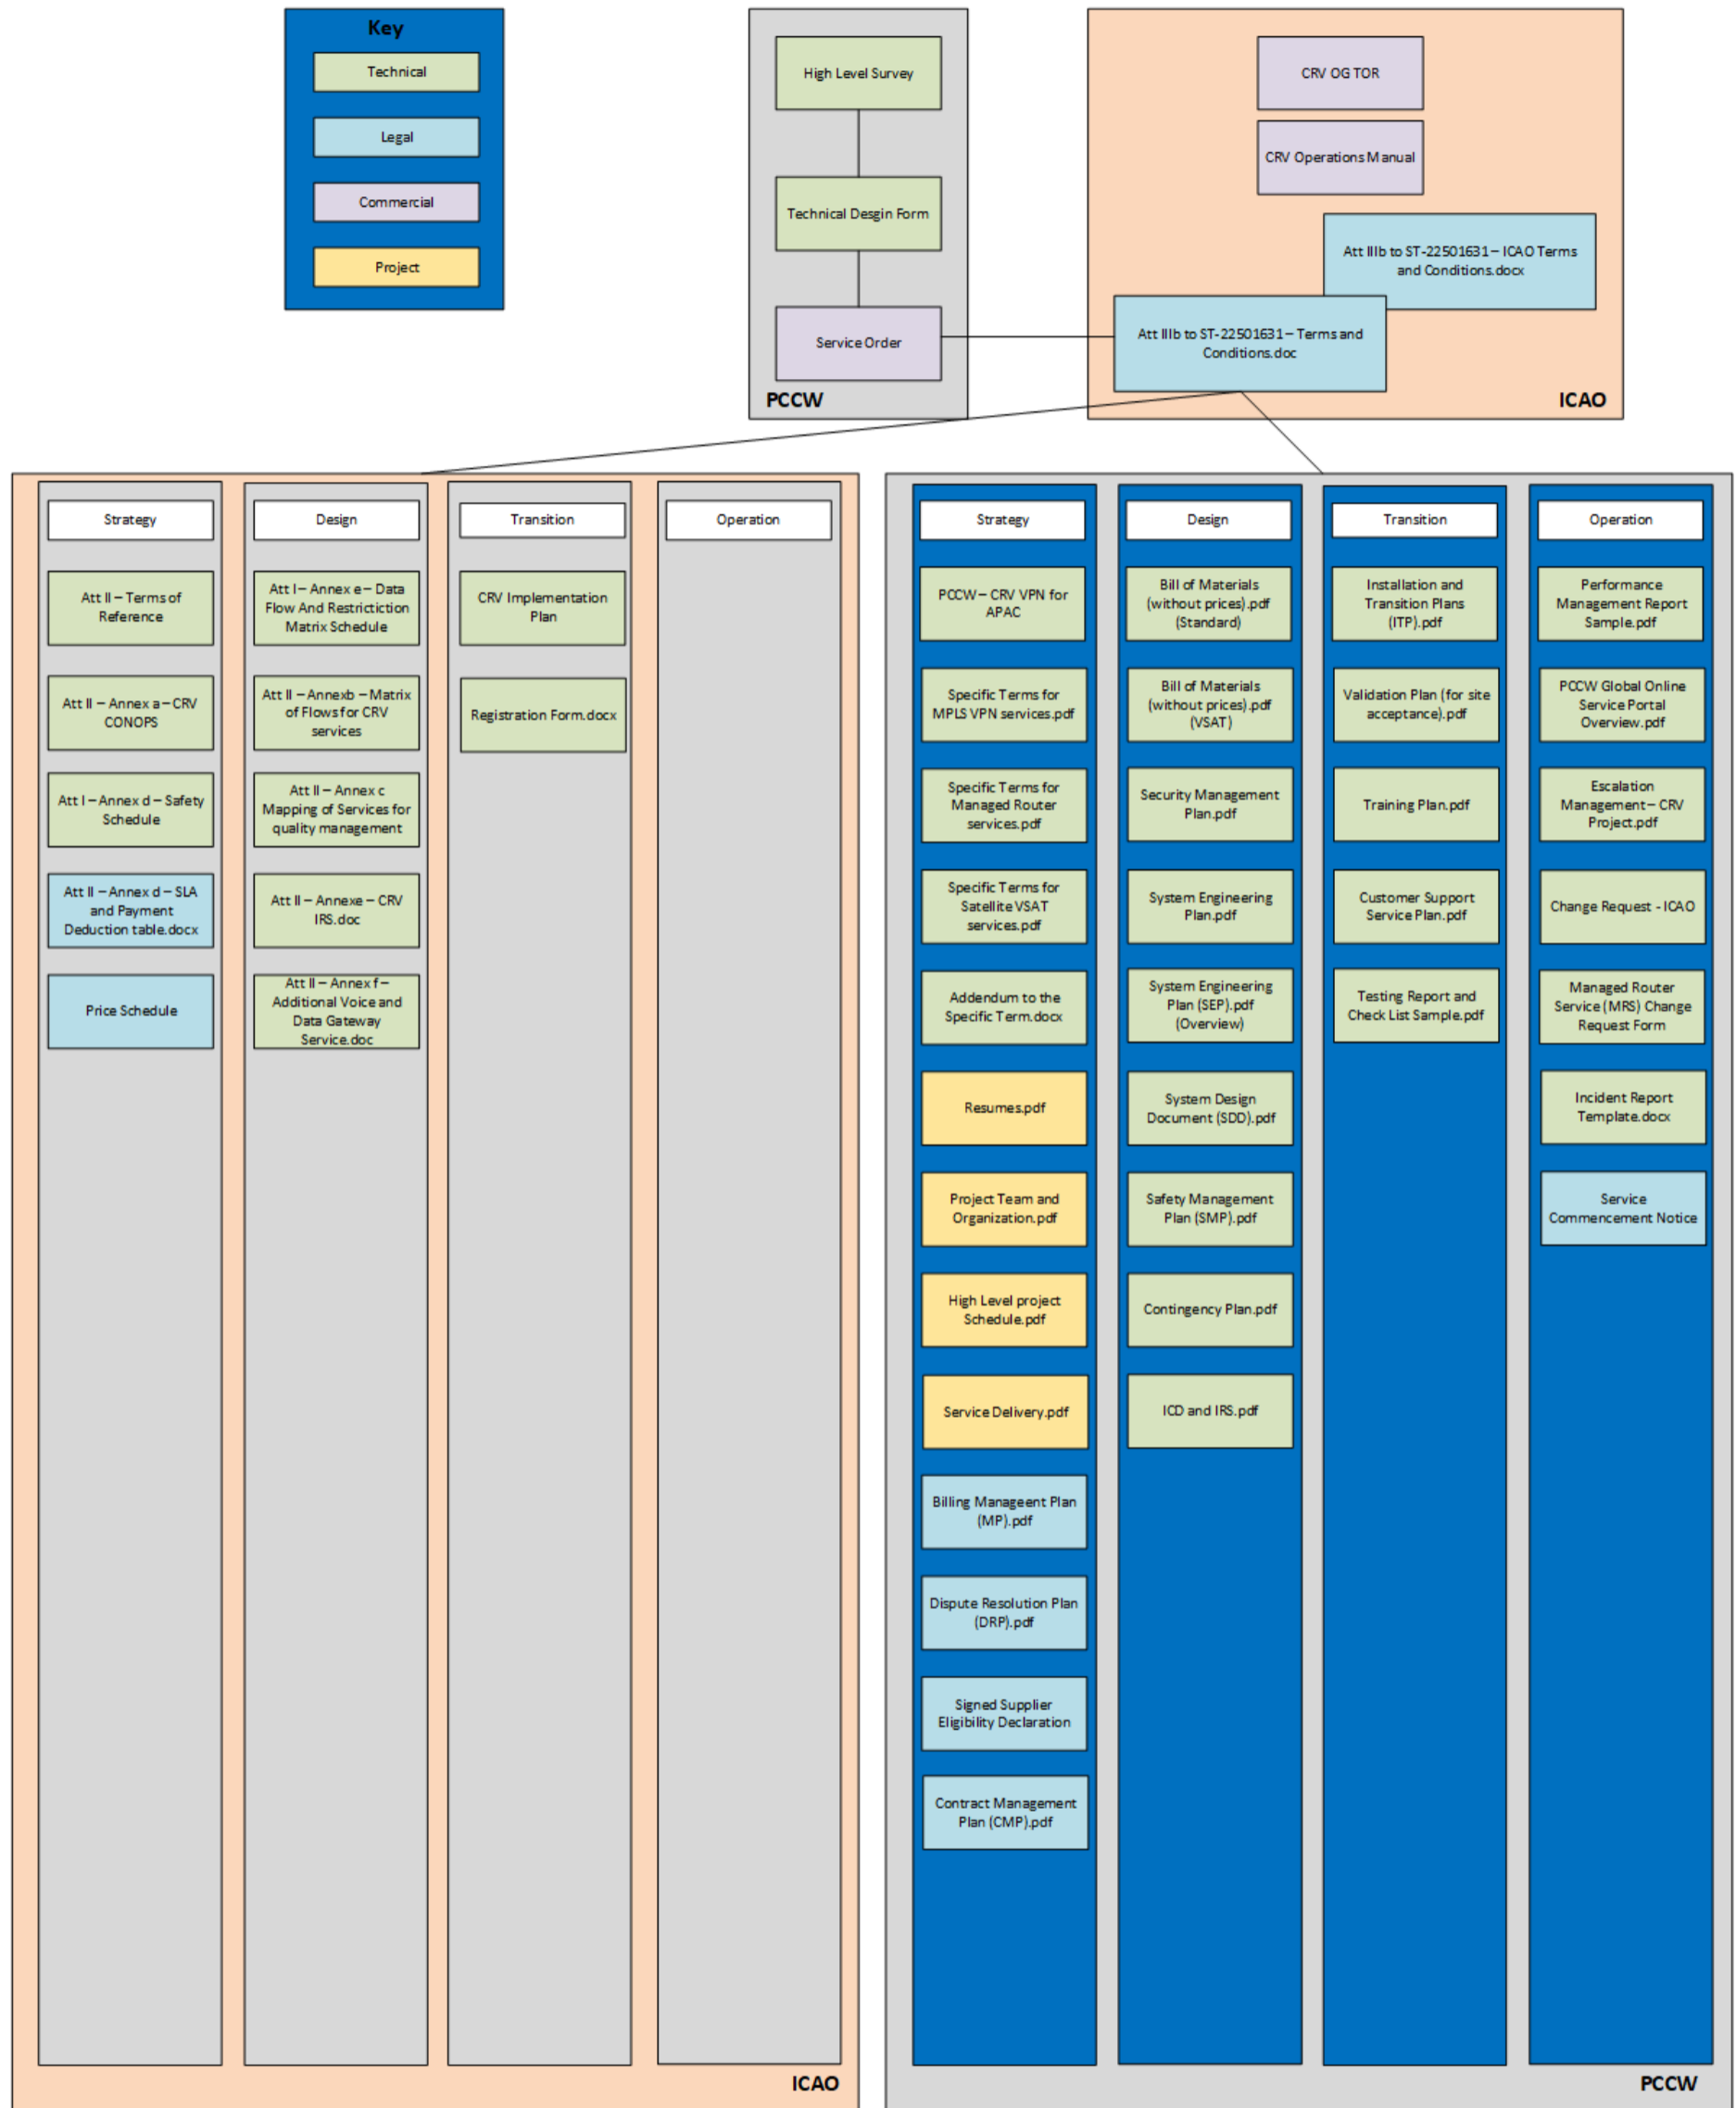 Key
Technical
Legal
Commercial
Project
High Level Survey
Technical Desgin Form
Service Order
PCCW
CRV OG TOR
CRV Operations Manual
Att IIIb to ST-22501631 – ICAO Terms
and Conditions.docx
Att IIIb to ST-22501631 – Terms and
Conditions.doc
ICAO
Strategy
Att II – Terms of
Reference
Att II – Annex a – CRV
CONOPS
Att I – Annex d – Safety
Schedule
Att II – Annex d – SLA
and Payment
Deduction table.docx
Price Schedule
Design
Att I – Annex e – Data
Flow And Restrictiction
Matrix Schedule
Att II – Annexb – Matrix
of Flows for CRV
services
Att II – Annex c
Mapping of Services for
quality management
Att II – Annexe – CRV
IRS.doc
Att II – Annex f –
Additional Voice and
Data Gateway
Service.doc
Transition
CRV Implementation
Plan
Registration Form.docx
Operation
ICAO
Strategy
PCCW – CRV VPN for
APAC
Specific Terms for
MPLS VPN services.pdf
Specific Terms for
Managed Router
services.pdf
Specific Terms for
Satellite VSAT
services.pdf
Addendum to the
Specific Term.docx
Resumes.pdf
Project Team and
Organization.pdf
High Level project
Schedule.pdf
Service Delivery.pdf
Billing Manageent Plan
(MP).pdf
Dispute Resolution Plan
(DRP).pdf
Signed Supplier
Eligibility Declaration
Contract Management
Plan (CMP).pdf
Design
Bill of Materials
(without prices).pdf
(Standard)
Bill of Materials
(without prices).pdf
(VSAT)
Security Management
Plan.pdf
System Engineering
Plan.pdf
System Engineering
Plan (SEP).pdf
(Overview)
System Design
Document (SDD).pdf
Safety Management
Plan (SMP).pdf
Contingency Plan.pdf
ICD and IRS.pdf
Transition
Installation and
Transition Plans
(ITP).pdf
Validation Plan (for site
acceptance).pdf
Training Plan.pdf
Customer Support
Service Plan.pdf
Testing Report and
Check List Sample.pdf
Operation
Performance
Management Report
Sample.pdf
PCCW Global Online
Service Portal
Overview.pdf
Escalation
Management – CRV
Project.pdf
Change Request - ICAO
Managed Router
Service (MRS) Change
Request Form
Incident Report
Template.docx
Service
Commencement Notice
PCCW